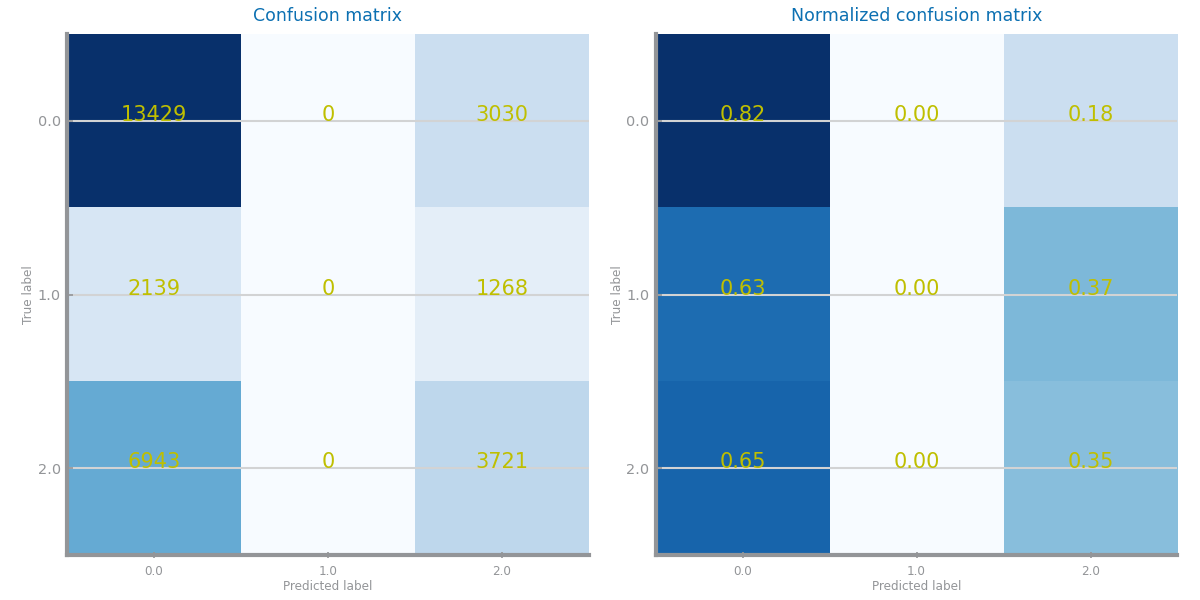 Confusion matrix
13429 0 3030
0.0
2139 0 1268
1.0
6943 0 3721
2.0
True label
0.0 1.0 2.0
Predicted label
Normalized confusion matrix
0.82 0.00 0.18
0.0
0.63 0.00 0.37
1.0
0.65 0.00 0.35
2.0
True label
0.0 1.0 2.0
Predicted label